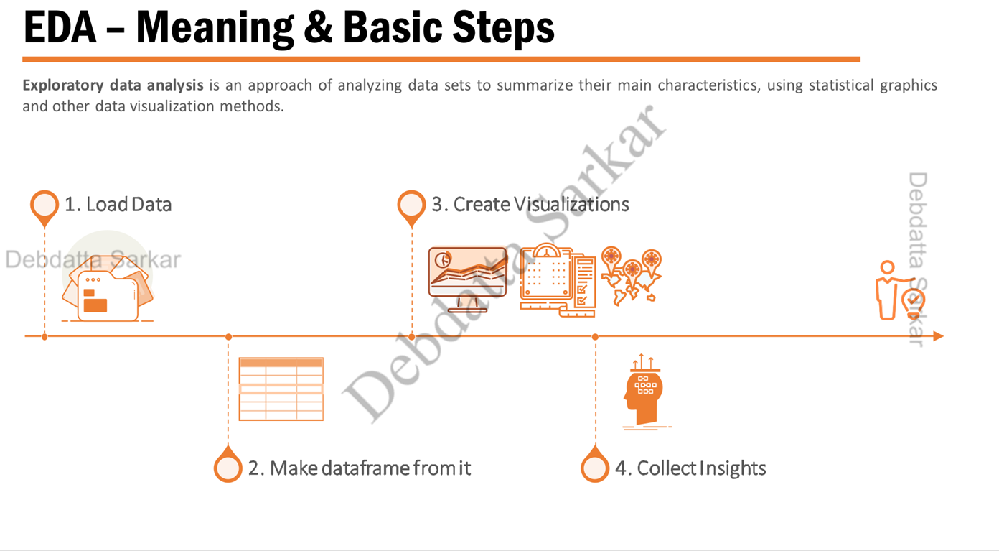 EDA – Meaning & Basic Steps
Exploratory data analysis is an approach of analyzing data sets to summarize their main characteristics, using statistical graphics
and other data visualization methods.
1. Load Data
3. Create Visualizations
2. Make dataframe from it
4. Collect Insights
Debdatta Sarkar
Debdatta Sarkar
Debdatta Sarkar